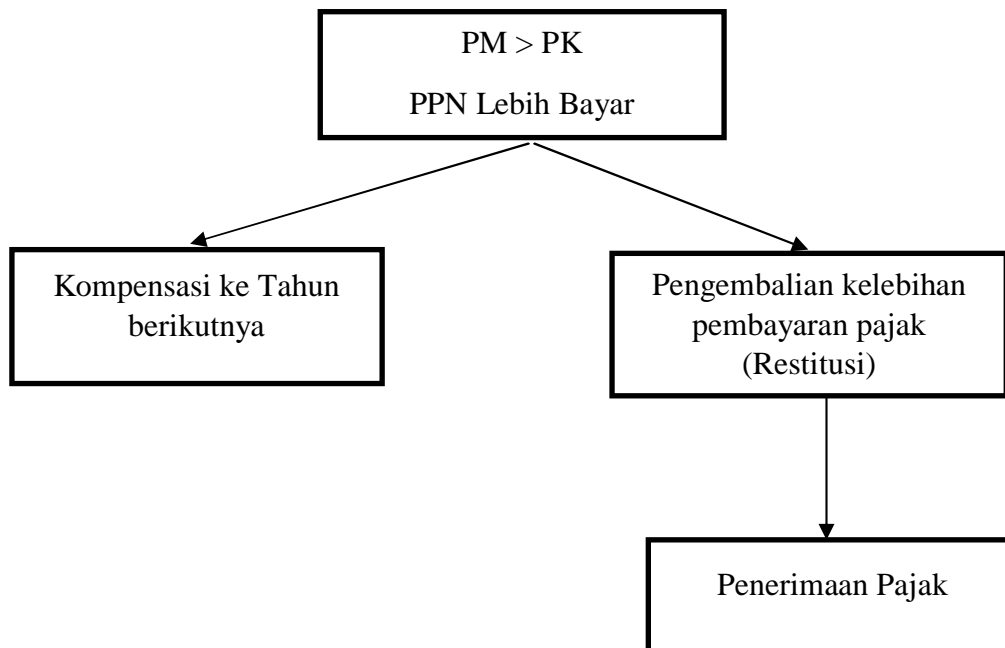 PM > PK
PPN Lebih Bayar
Kompensasi ke Tahun
berikutnya
Pengembalian kelebihan
pembayaran pajak
(Restitusi)
Penerimaan Pajak